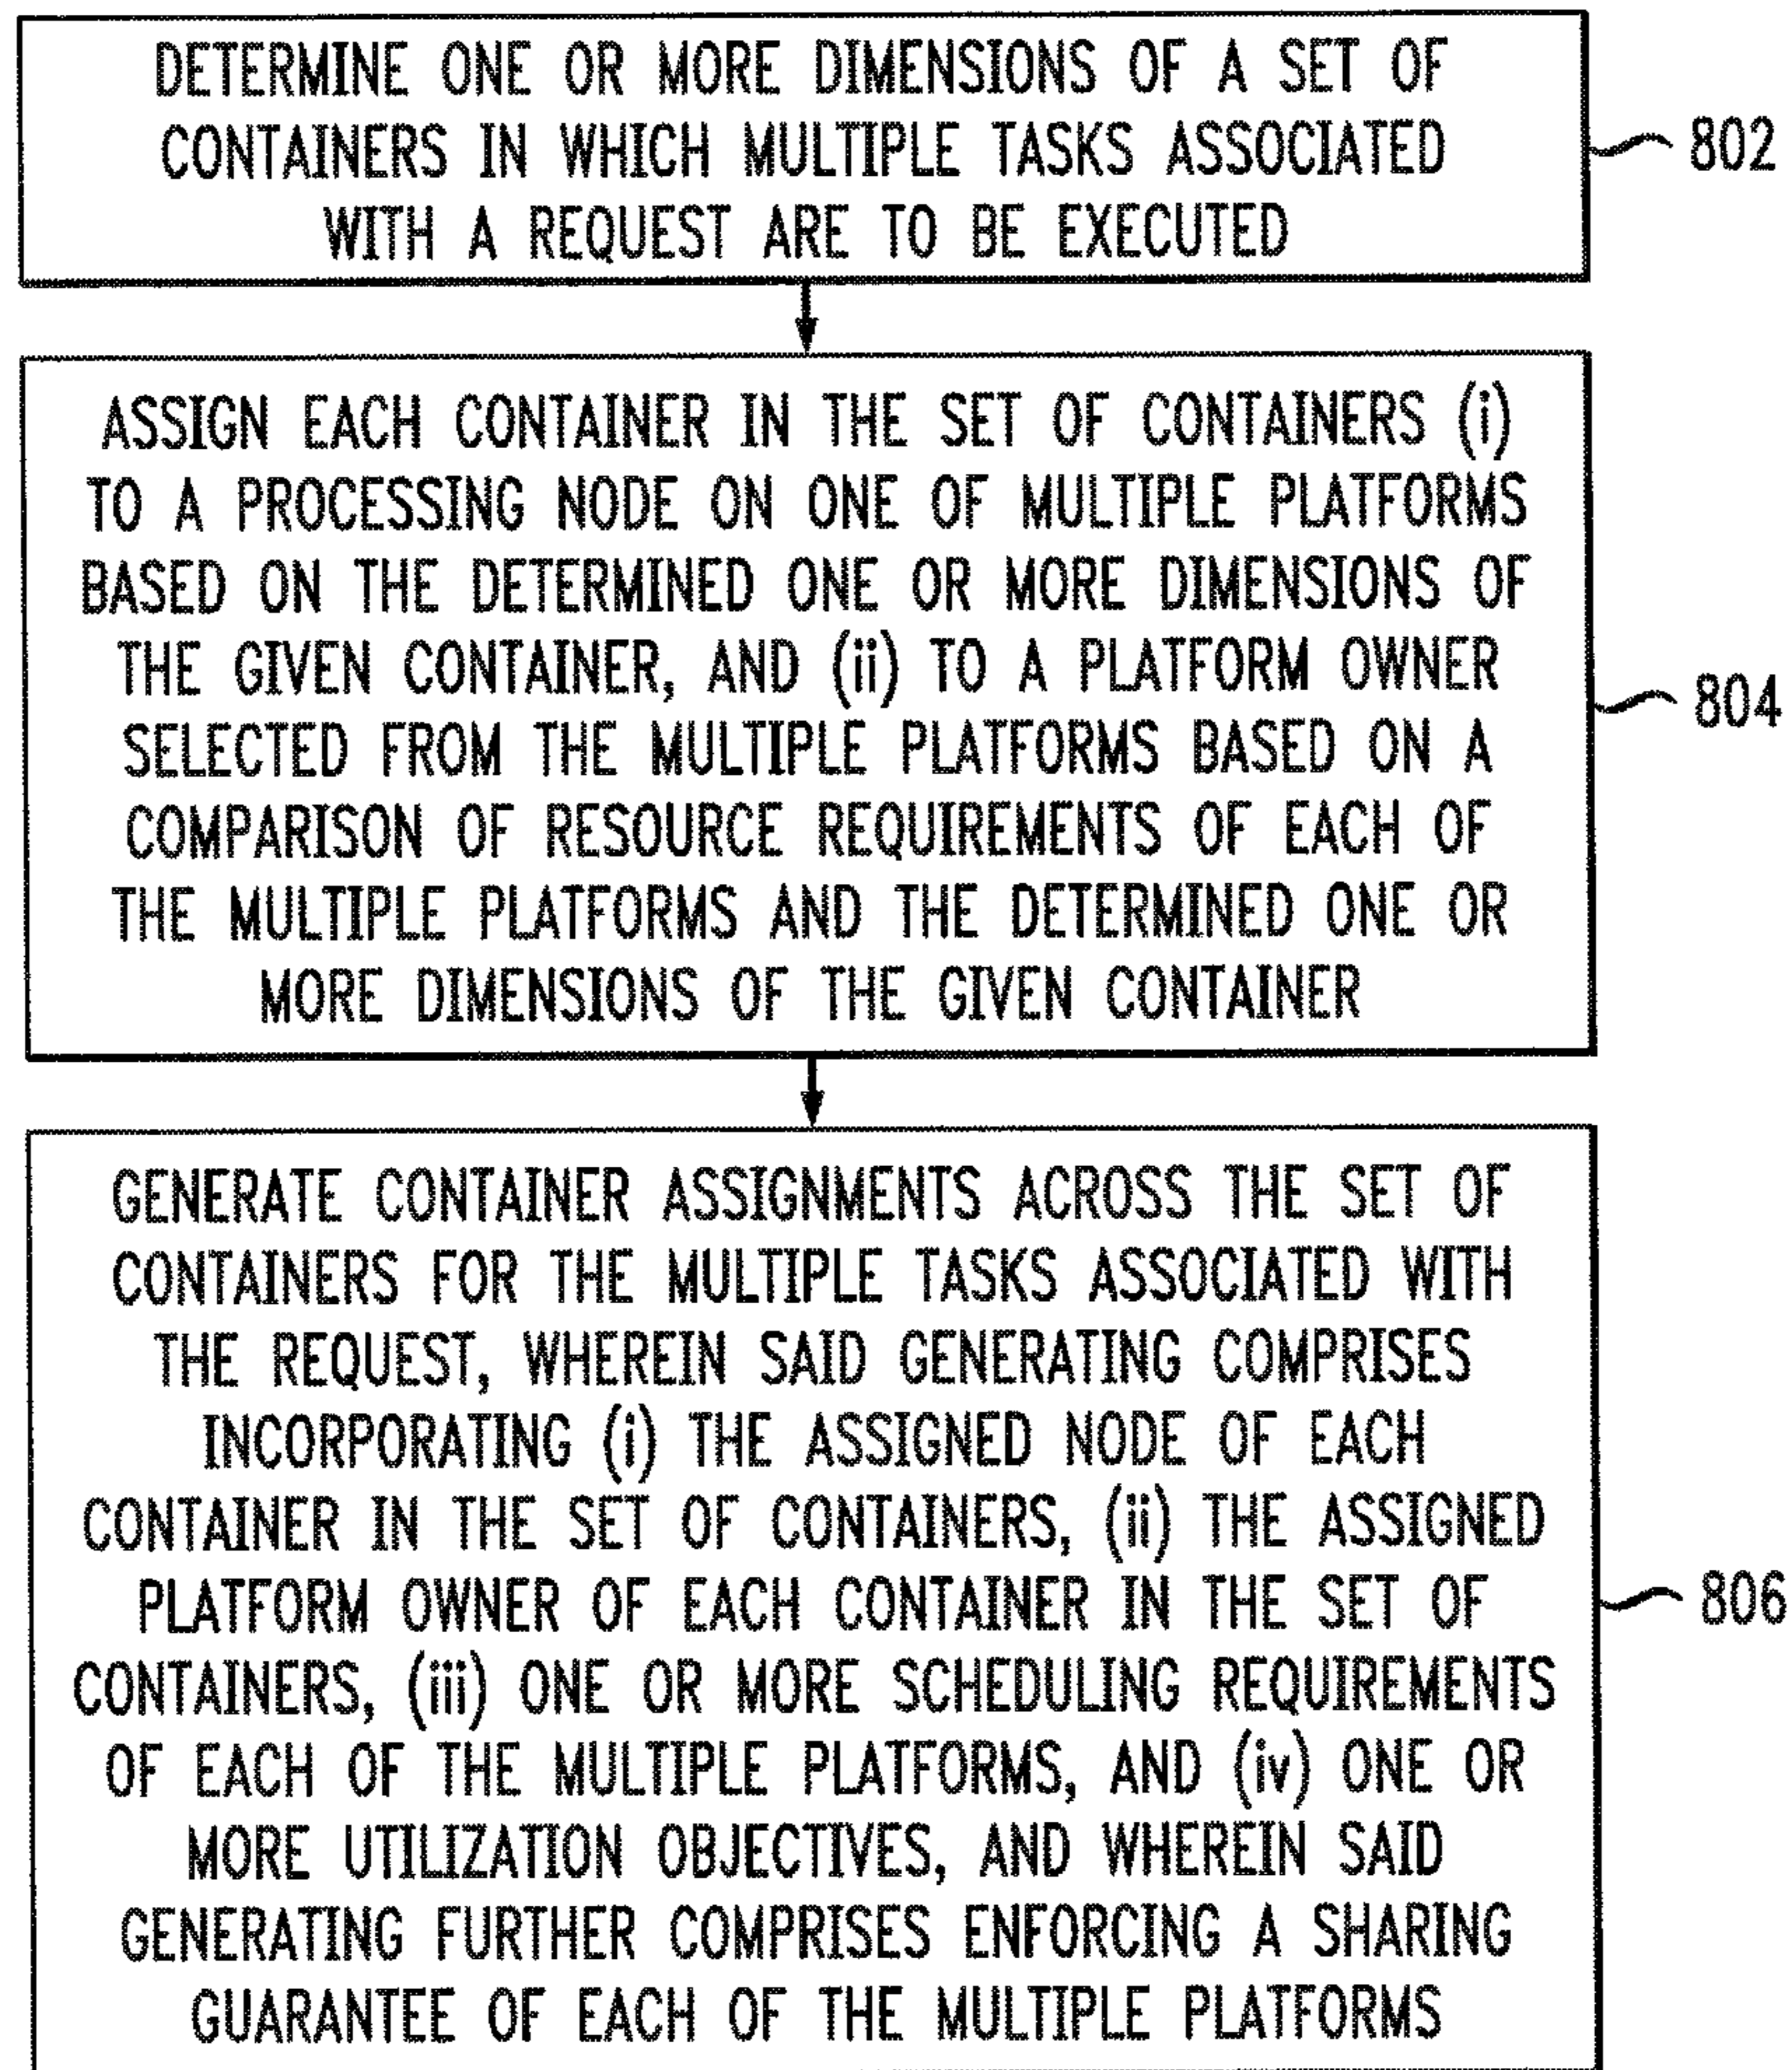 DETERMINE ONE OR MORE DIMENSIONS OF A SET OF
CONTAINERS IN WHICH MULTIPLE TASKS ASSOCIATED
WITH A REQUEST ARE TO BE EXECUTED
802
ASSIGN EACH CONTAINER IN THE SET OF CONTAINERS (i)
TO A PROCESSING NODE ON ONE OF MULTIPLE PLATFORMS
BASED ON THE DETERMINED ONE OR MORE DIMENSIONS OF
THE GIVEN CONTAINER, AND (ii) TO A PLATFORM OWNER
SELECTED FROM THE MULTIPLE PLATFORMS BASED ON A
COMPARISON OF RESOURCE REQUIREMENTS OF EACH OF
THE MULTIPLE PLATFORMS AND THE DETERMINED ONE OR
MORE DIMENSIONS OF THE GIVEN CONTAINER
804
GENERATE CONTAINER ASSIGNMENTS ACROSS THE SET OF
CONTAINERS FOR THE MULTIPLE TASKS ASSOCIATED WITH
THE REQUEST, WHEREIN SAID GENERATING COMPRISES
INCORPORATING (i) THE ASSIGNED NODE OF EACH
CONTAINER IN THE SET OF CONTAINERS, (ii) THE ASSIGNED
PLATFORM OWNER OF EACH CONTAINER IN THE SET OF
CONTAINERS, (iii) ONE OR MORE SCHEDULING REQUIREMENTS
OF EACH OF THE MULTIPLE PLATFORMS, AND (iv) ONE OR
MORE UTILIZATION OBJECTIVES, AND WHEREIN SAID
GENERATING FURTHER COMPRISES ENFORCING A SHARING
GUARANTEE OF EACH OF THE MULTIPLE PLATFORMS
806